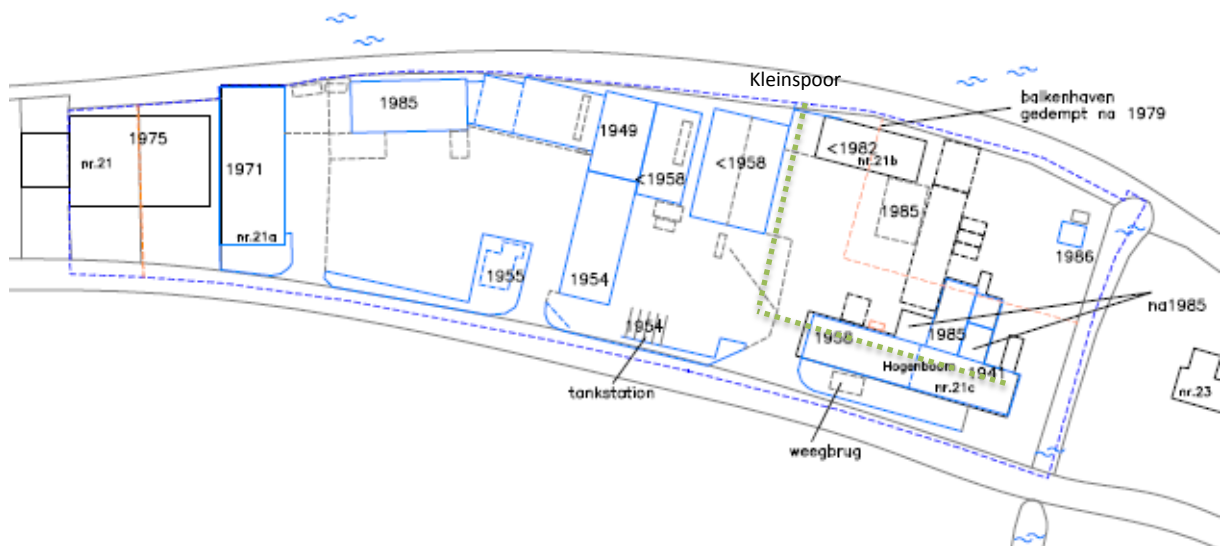 Kleinspoor
balkenhaven
gedempt na 1979
1975
nr.21
1971
nr.21a
1985
1949
<1958
<1958
<1982
nr.21b
1985
1986
1955
1954
1954
tankstation
1958
1985
na1985
Hogenboom
1941
nr.21c
weegbrug
nr.23